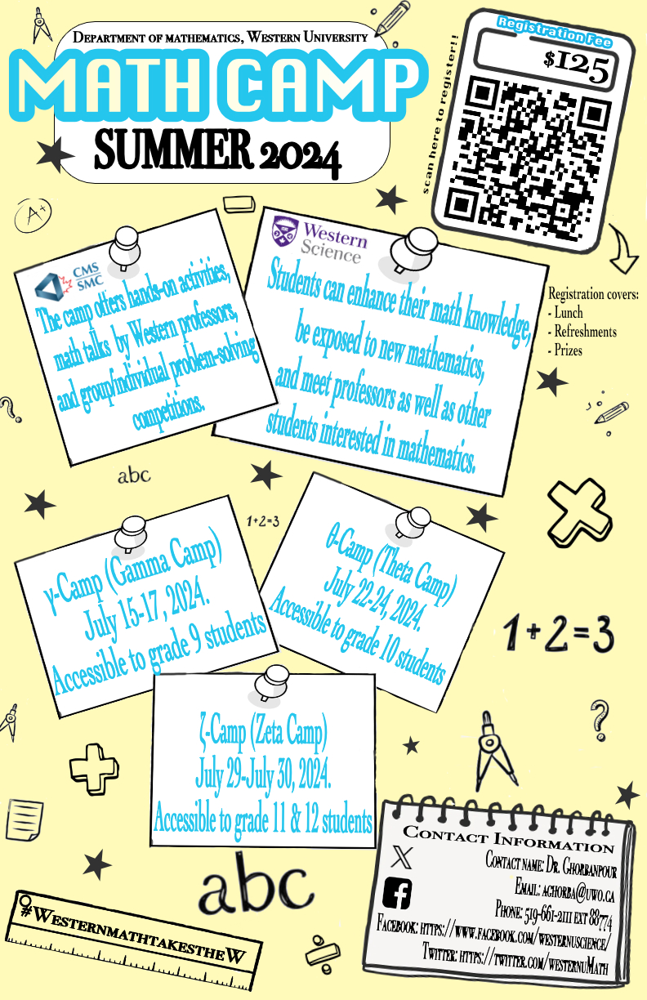 Department of mathematics, Western University
MATH CAMP
SUMMER 2024
Registration Fee
$125
scan here to register!!
A+
CMS
SMC
The camp offers hands-on activities,
math talks by Western professors,
and group/individual problem-solving
competitions.
Western
Science
Students can enhance their math knowledge,
be exposed to new mathematics,
and meet professors as well as other
students interested in mathematics.
Registration covers:
- Lunch
- Refreshments
- Prizes
?
abc
1+2=3
γ-Camp (Gamma Camp)
July 15-17, 2024.
Accessible to grade 9 students
θ-Camp (Theta Camp)
July 22-24, 2024.
Accessible to grade 10 students
1+2=3
?
ζ-Camp (Zeta Camp)
July 29-July 30, 2024.
Accessible to grade 11 & 12 students
abc
#WesternmathtakestheW
Contact Information
Contact name: Dr. Ghorbanpour
Email: aghorba@uwo.ca
Phone: 519-661-2111 ext 88774
Facebook: https://www.facebook.com/westernuscience/
Twitter: https://twitter.com/westernuMath